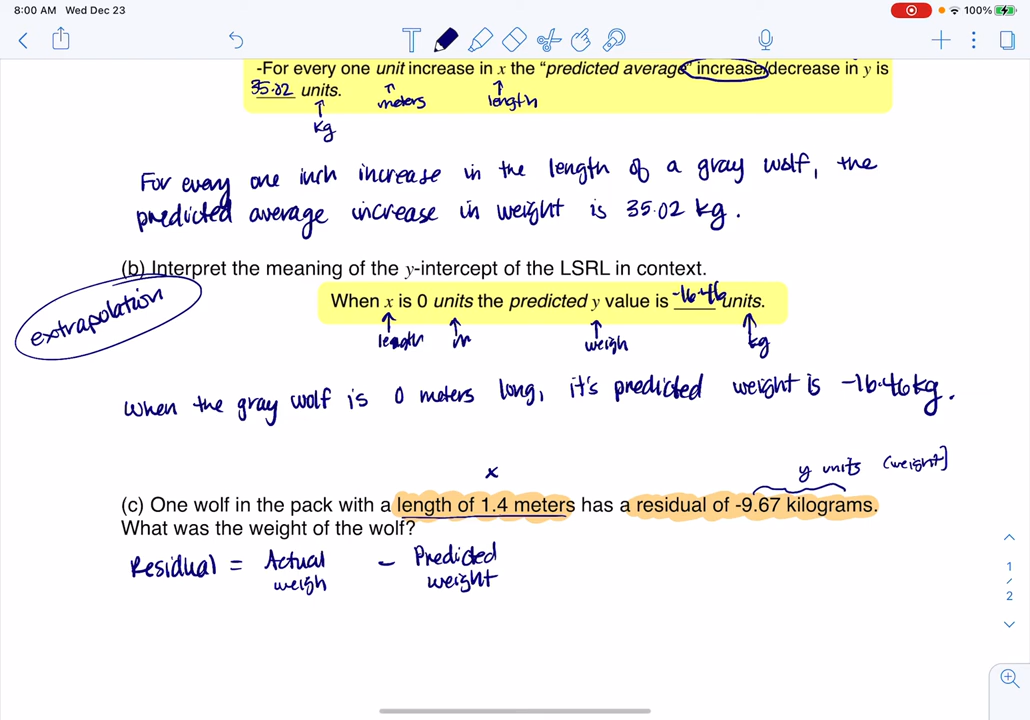 8:00 AM Wed Dec 23
100%
-For every one unit increase in x the "predicted average" increase/decrease in y is
35.02 units.
meters
length
kg
For every one inch increase in the length of a gray wolf, the
predicted average increase in weight is 35.02 kg.
(b) Interpret the meaning of the y-intercept of the LSRL in context.
extrapolation
When x is 0 units the predicted y value is -16.46 units.
length
m
weigh
kg
When the gray wolf is 0 meters long, it's predicted weight is -16.46kg.
x
y units (weight)
(c) One wolf in the pack with a length of 1.4 meters has a residual of -9.67 kilograms.
What was the weight of the wolf?
Residual = Actual - Predicted
weigh weight
1
/
2